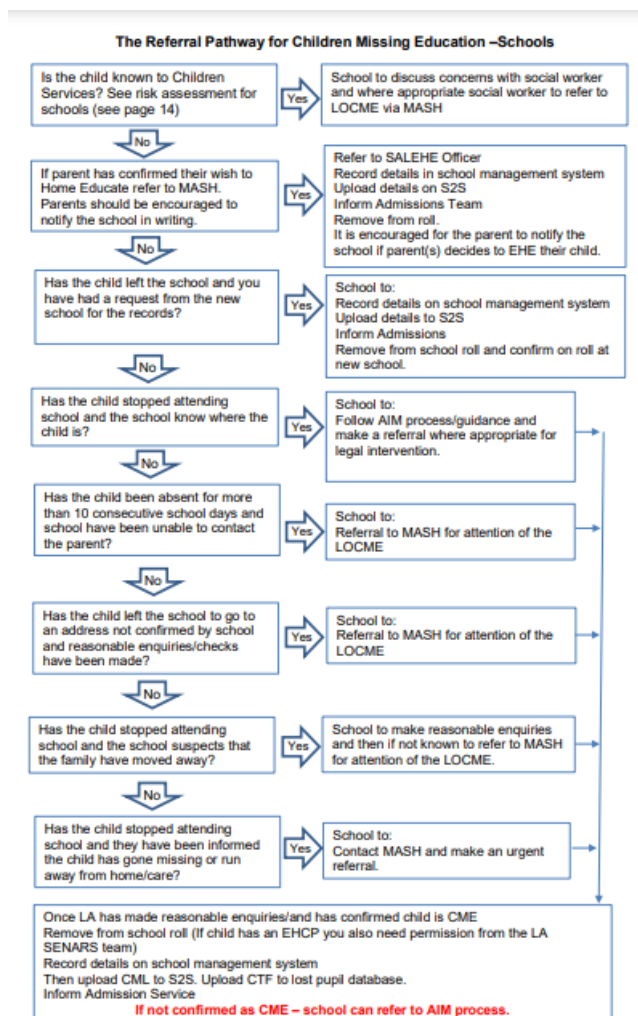 The Referral Pathway for Children Missing Education –Schools
Is the child known to Children
Services? See risk assessment for
schools (see page 14)
Yes
School to discuss concerns with social worker
and where appropriate social worker to refer to
LOCME via MASH
No
If parent has confirmed their wish to
Home Educate refer to MASH.
Parents should be encouraged to
notify the school in writing.
Yes
Refer to SALEHE Officer
Record details in school management system
Upload details on S2S
Inform Admissions Team
Remove from roll.
It is encouraged for the parent to notify the
school if parent(s) decides to EHE their child.
No
Has the child left the school and you
have had a request from the new
school for the records?
Yes
School to:
Record details on school management system
Upload details to S2S
Inform Admissions
Remove from school roll and confirm on roll at
new school.
No
Has the child stopped attending
school and the school know where the
child is?
Yes
School to:
Follow AIM process/guidance and
make a referral where appropriate for
legal intervention.
No
Has the child been absent for more
than 10 consecutive school days and
school have been unable to contact
the parent?
Yes
School to:
Referral to MASH for attention of the
LOCME
No
Has the child left the school to go to
an address not confirmed by school
and reasonable enquiries/checks
have been made?
Yes
School to:
Referral to MASH for attention of the
LOCME
No
Has the child stopped attending
school and the school suspects that
the family have moved away?
Yes
School to make reasonable enquiries
and then if not known to refer to MASH
for attention of the LOCME.
No
Has the child stopped attending
school and they have been informed
the child has gone missing or run
away from home/care?
Yes
School to:
Contact MASH and make an urgent
referral.
Once LA has made reasonable enquiries/and has confirmed child is CME
Remove from school roll (If child has an EHCP you also need permission from the LA
SENARS team)
Record details on school management system
Then upload CML to S2S. Upload CTF to lost pupil database.
Inform Admission Service
If not confirmed as CME – school can refer to AIM process.